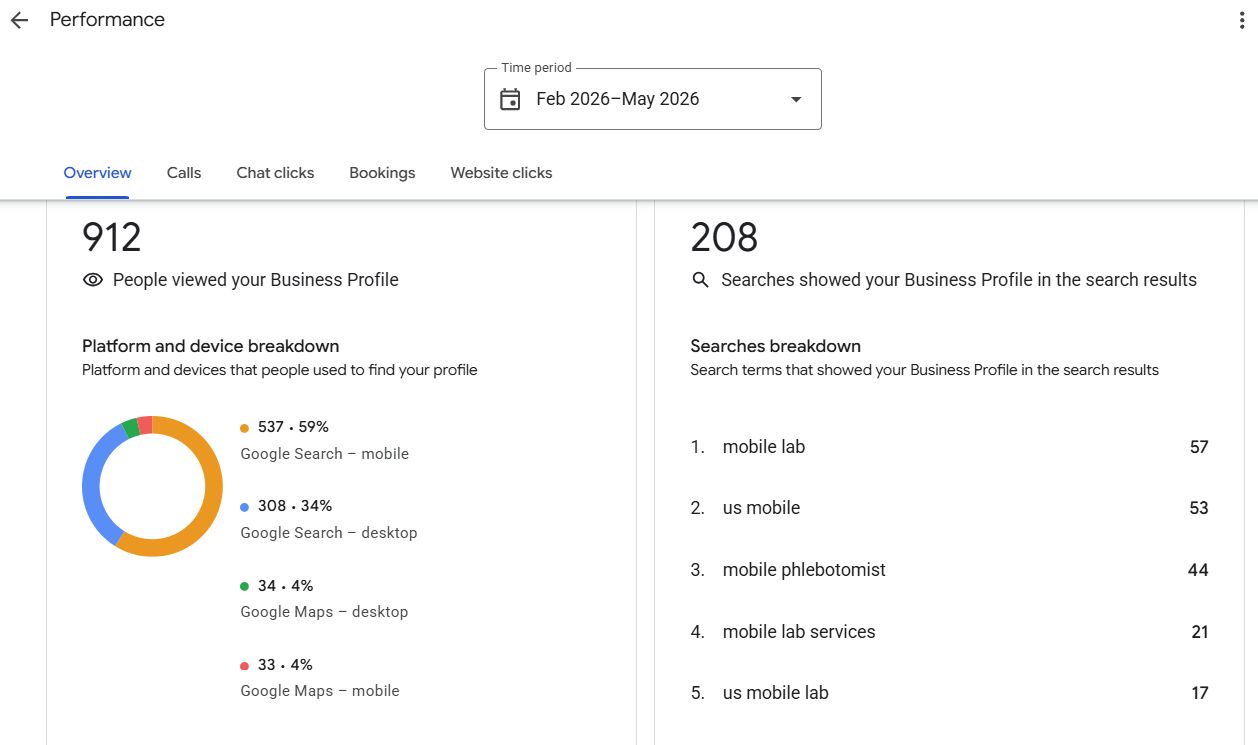 Performance
Time period
Feb 2026–May 2026
Overview
Calls
Chat clicks
Bookings
Website clicks
912
People viewed your Business Profile
Platform and device breakdown
Platform and devices that people used to find your profile
537 • 59%
Google Search – mobile
308 • 34%
Google Search – desktop
34 • 4%
Google Maps – desktop
33 • 4%
Google Maps – mobile
208
Searches showed your Business Profile in the search results
Searches breakdown
Search terms that showed your Business Profile in the search results
1. mobile lab 57
2. us mobile 53
3. mobile phlebotomist 44
4. mobile lab services 21
5. us mobile lab 17